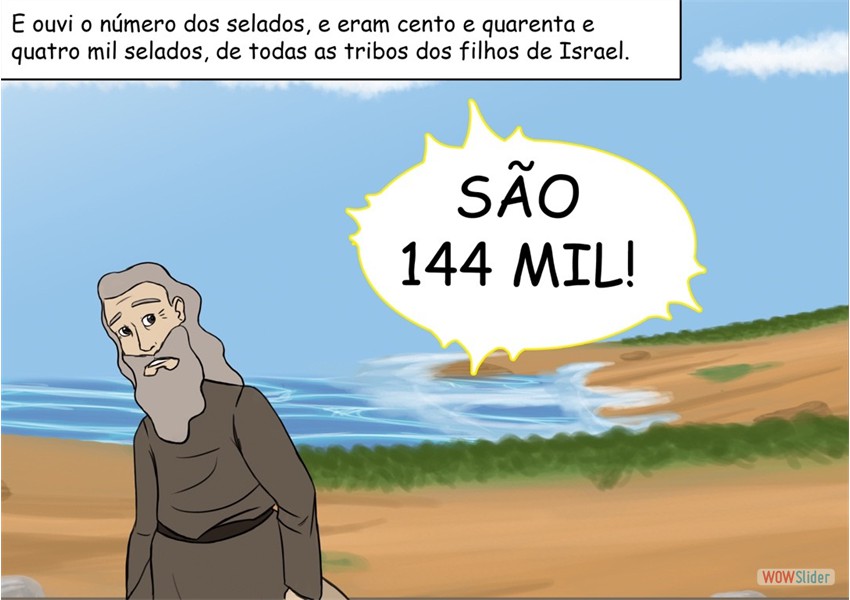 E ouvi o número dos selados, e eram cento e quarenta e
quatro mil selados, de todas as tribos dos filhos de Israel.
SÃO
144 MIL!
WOWSlider